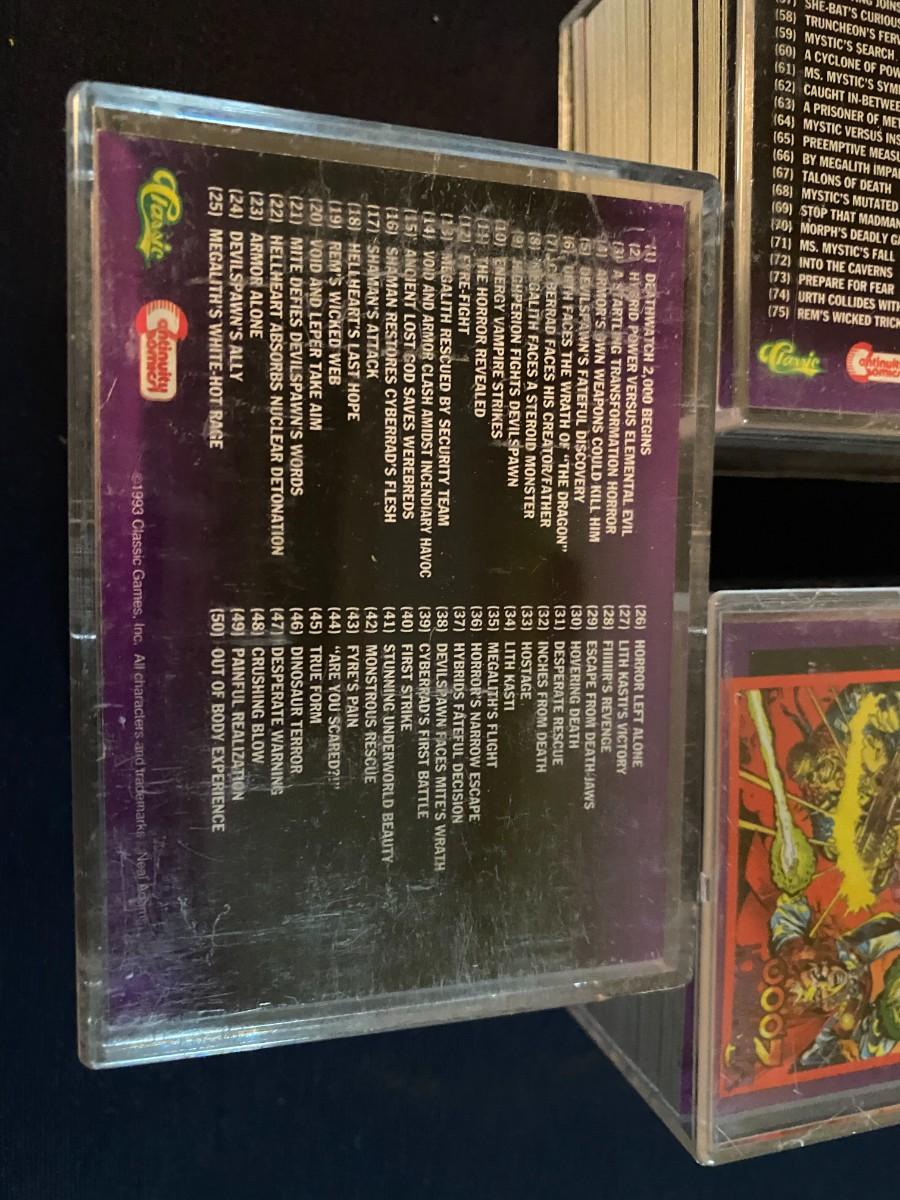 (1) DEATHWATCH 2,000 BEGINS
(2) HYBRID POWER VERSUS ELEMENTAL EVIL
(3) A STARTLING TRANSFORMATION HORROR
(4) ARMOR'S OWN WEAPONS COULD KILL HIM
(5) DEVILSPAWN'S FATEFUL DISCOVERY
(6) URTH FACES THE WRATH OF "THE DRAGON"
(7) CYBERRAD FACES HIS CREATOR/FATHER
(8) MEGALITH FACES A STEROID MONSTER
(9) HYPERION FIGHTS DEVILSPAWN
(10) ENERGY VAMPIRE STRIKES
(11) THE HORROR REVEALED
(12) FYRE-FIGHT
(13) MEGALITH RESCUED BY SECURITY TEAM
(14) VOID AND ARMOR CLASH AMIDST INCENDIARY HAVOC
(15) ANCIENT LOST GOD SAVES WEREBREDS
(16) SHAMAN RESTORES CYBERRAD'S FLESH
(17) SHAMAN'S ATTACK
(18) HELLHEART'S LAST HOPE
(19) REM'S WICKED WEB
(20) VOID AND LEPER TAKE AIM
(21) MITE DEFIES DEVILSPAWN'S WORDS
(22) HELLHEART ABSORBS NUCLEAR DETONATION
(23) ARMOR ALONE
(24) DEVILSPAWN'S ALLY
(25) MEGALITH'S WHITE-HOT RAGE
(26) HORROR LEFT ALONE
(27) LITH KASTI'S VICTORY
(28) FIIIIIR'S REVENGE
(29) ESCAPE FROM DEATH-JAWS
(30) HOVERING DEATH
(31) DESPERATE RESCUE
(32) INCHES FROM DEATH
(33) HOSTAGE
(34) LITH KASTI
(35) MEGALITH'S FLIGHT
(36) HORROR'S NARROW ESCAPE
(37) HYBRIDS FATEFUL DECISION
(38) DEVILSPAWN FACES MITE'S WRATH
(39) CYBERRAD'S FIRST BATTLE
(40) FIRST STRIKE
(41) STUNNING UNDERWORLD BEAUTY
(42) MONSTROUS RESCUE
(43) FYRE'S PAIN
(44) "ARE YOU SCARED?!"
(45) TRUE FORM
(46) DINOSAUR TERROR
(47) DESPERATE WARNING
(48) CRUSHING BLOW
(49) PAINFUL REALIZATION
(50) OUT OF BODY EXPERIENCE
Classic
Continuity Comics
©1993 Classic Games, Inc. All characters and trademarks Neal Adams
JOINS
(57) SHE-BAT'S CURIOUS
(58) TRUNCHEON'S
(59) MYSTIC'S SEARCH
(60) A CYCLONE OF
(61) MS. MYSTIC'S
(62) CAUGHT
(63) A PRISONER OF
(64) MYSTIC VERSUS
(65) PREEMPTIVE
(66) BY MEGALITH
(67) TALONS OF DEATH
(68) MYSTIC'S MUTATED
(69) STOP THAT MADMAN
(70) MORPH'S DEADLY
(71) MS. MYSTIC'S FALL
(72) INTO THE CAVERNS
(73) PREPARE FOR FEAR
(74) URTH COLLIDES
(75) REM'S WICKED
Classic
Continuity Comics
2000